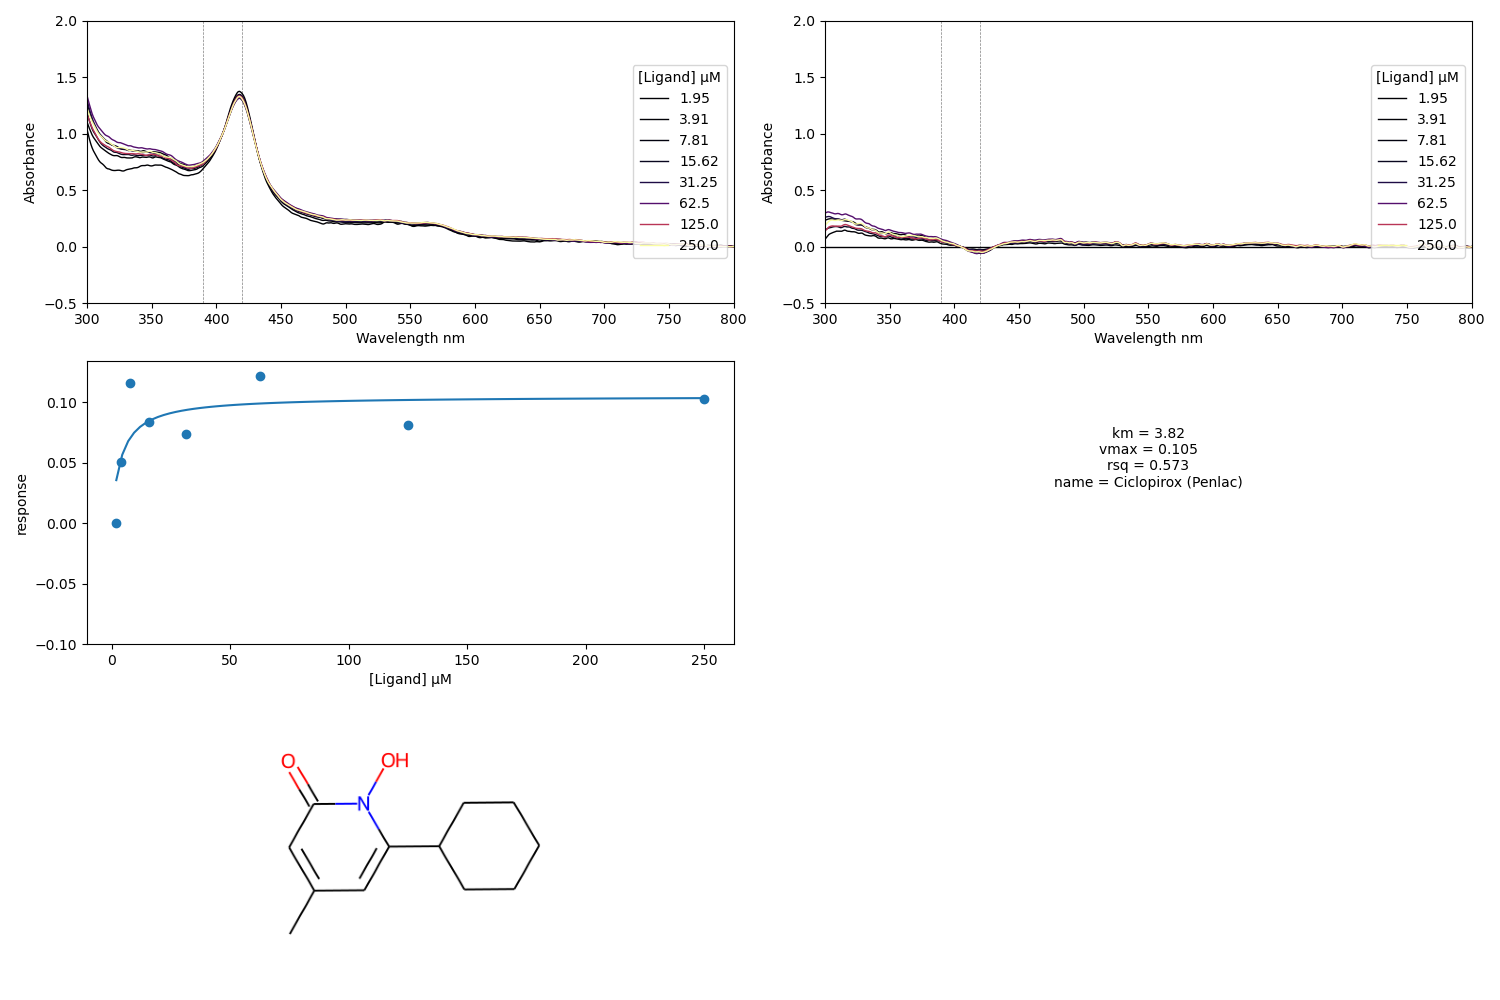 2.0
1.5
1.0
0.5
0.0
−0.5
Absorbance
300 350 400 450 500 550 600 650 700 750 800
Wavelength nm
[Ligand] µM
1.95
3.91
7.81
15.62
31.25
62.5
125.0
250.0
2.0
1.5
1.0
0.5
0.0
−0.5
Absorbance
300 350 400 450 500 550 600 650 700 750 800
Wavelength nm
[Ligand] µM
1.95
3.91
7.81
15.62
31.25
62.5
125.0
250.0
0.10
0.05
0.00
−0.05
−0.10
response
0 50 100 150 200 250
[Ligand] µM
km = 3.82
vmax = 0.105
rsq = 0.573
name = Ciclopirox (Penlac)
O OH
N